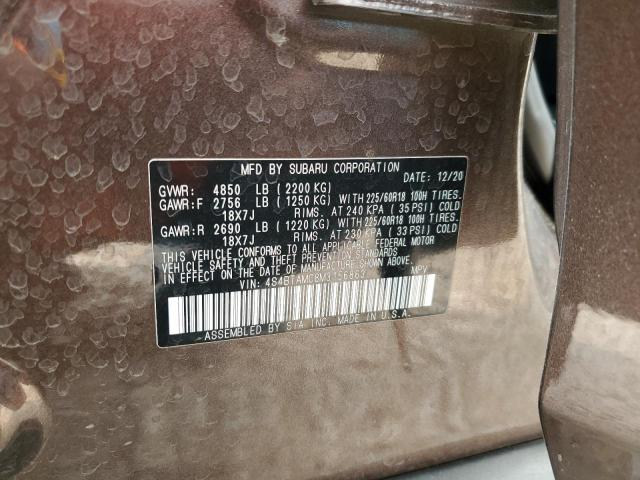 MFD BY SUBARU CORPORATION DATE: 12/20
GVWR: 4850 LB (2200 KG)
GAWR:F 2756 LB (1250 KG) WITH 225/60R18 100H TIRES.
18X7J RIMS. AT 240 KPA (35 PSI) COLD
GAWR:R 2690 LB (1220 KG) WITH 225/60R18 100H TIRES.
18X7J RIMS. AT 230 KPA (33 PSI) COLD
THIS VEHICLE CONFORMS TO ALL APPLICABLE FEDERAL MOTOR
VEHICLE SAFETY AND THEFT PREVENTION STANDARDS
IN EFFECT ON THE DATE OF MANUFACTURE SHOWN ABOVE.
VIN: MPV
ASSEMBLED BY SIA INC. MADE IN U.S.A.